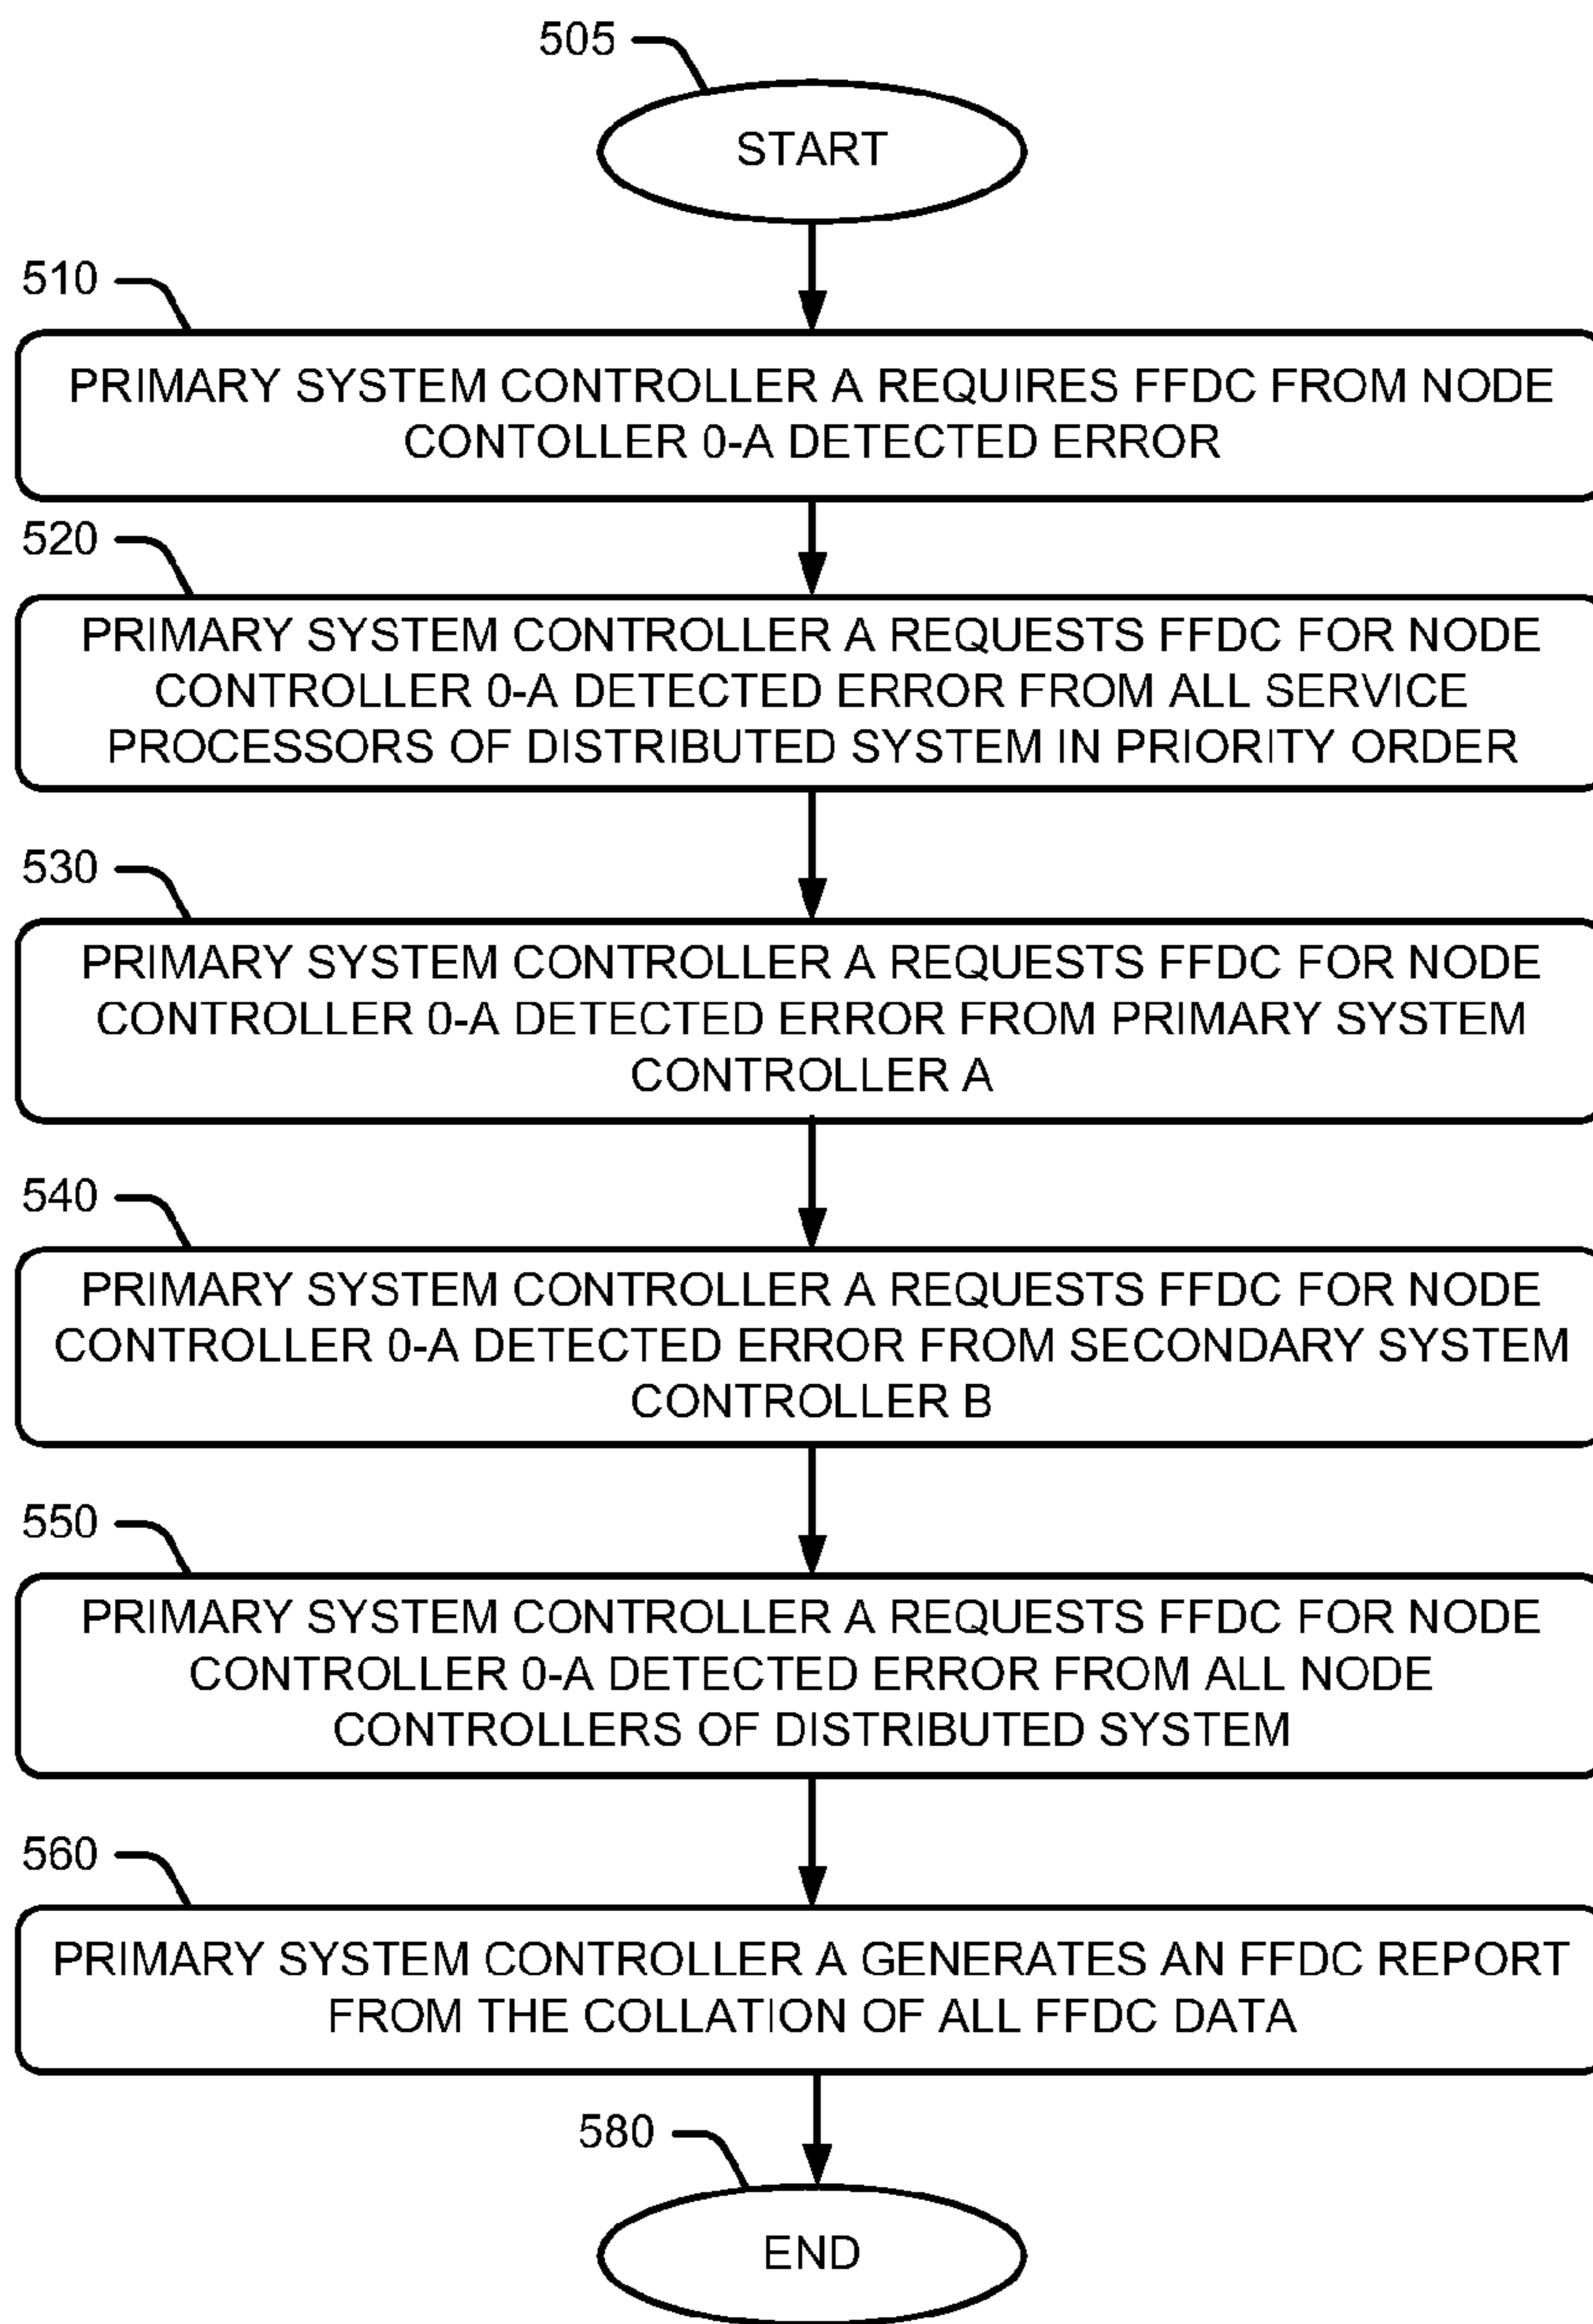 505
START
510
PRIMARY SYSTEM CONTROLLER A REQUIRES FFDC FROM NODE
CONTOLLER 0-A DETECTED ERROR
520
PRIMARY SYSTEM CONTROLLER A REQUESTS FFDC FOR NODE
CONTROLLER 0-A DETECTED ERROR FROM ALL SERVICE
PROCESSORS OF DISTRIBUTED SYSTEM IN PRIORITY ORDER
530
PRIMARY SYSTEM CONTROLLER A REQUESTS FFDC FOR NODE
CONTROLLER 0-A DETECTED ERROR FROM PRIMARY SYSTEM
CONTROLLER A
540
PRIMARY SYSTEM CONTROLLER A REQUESTS FFDC FOR NODE
CONTROLLER 0-A DETECTED ERROR FROM SECONDARY SYSTEM
CONTROLLER B
550
PRIMARY SYSTEM CONTROLLER A REQUESTS FFDC FOR NODE
CONTROLLER 0-A DETECTED ERROR FROM ALL NODE
CONTROLLERS OF DISTRIBUTED SYSTEM
560
PRIMARY SYSTEM CONTROLLER A GENERATES AN FFDC REPORT
FROM THE COLLATION OF ALL FFDC DATA
580
END